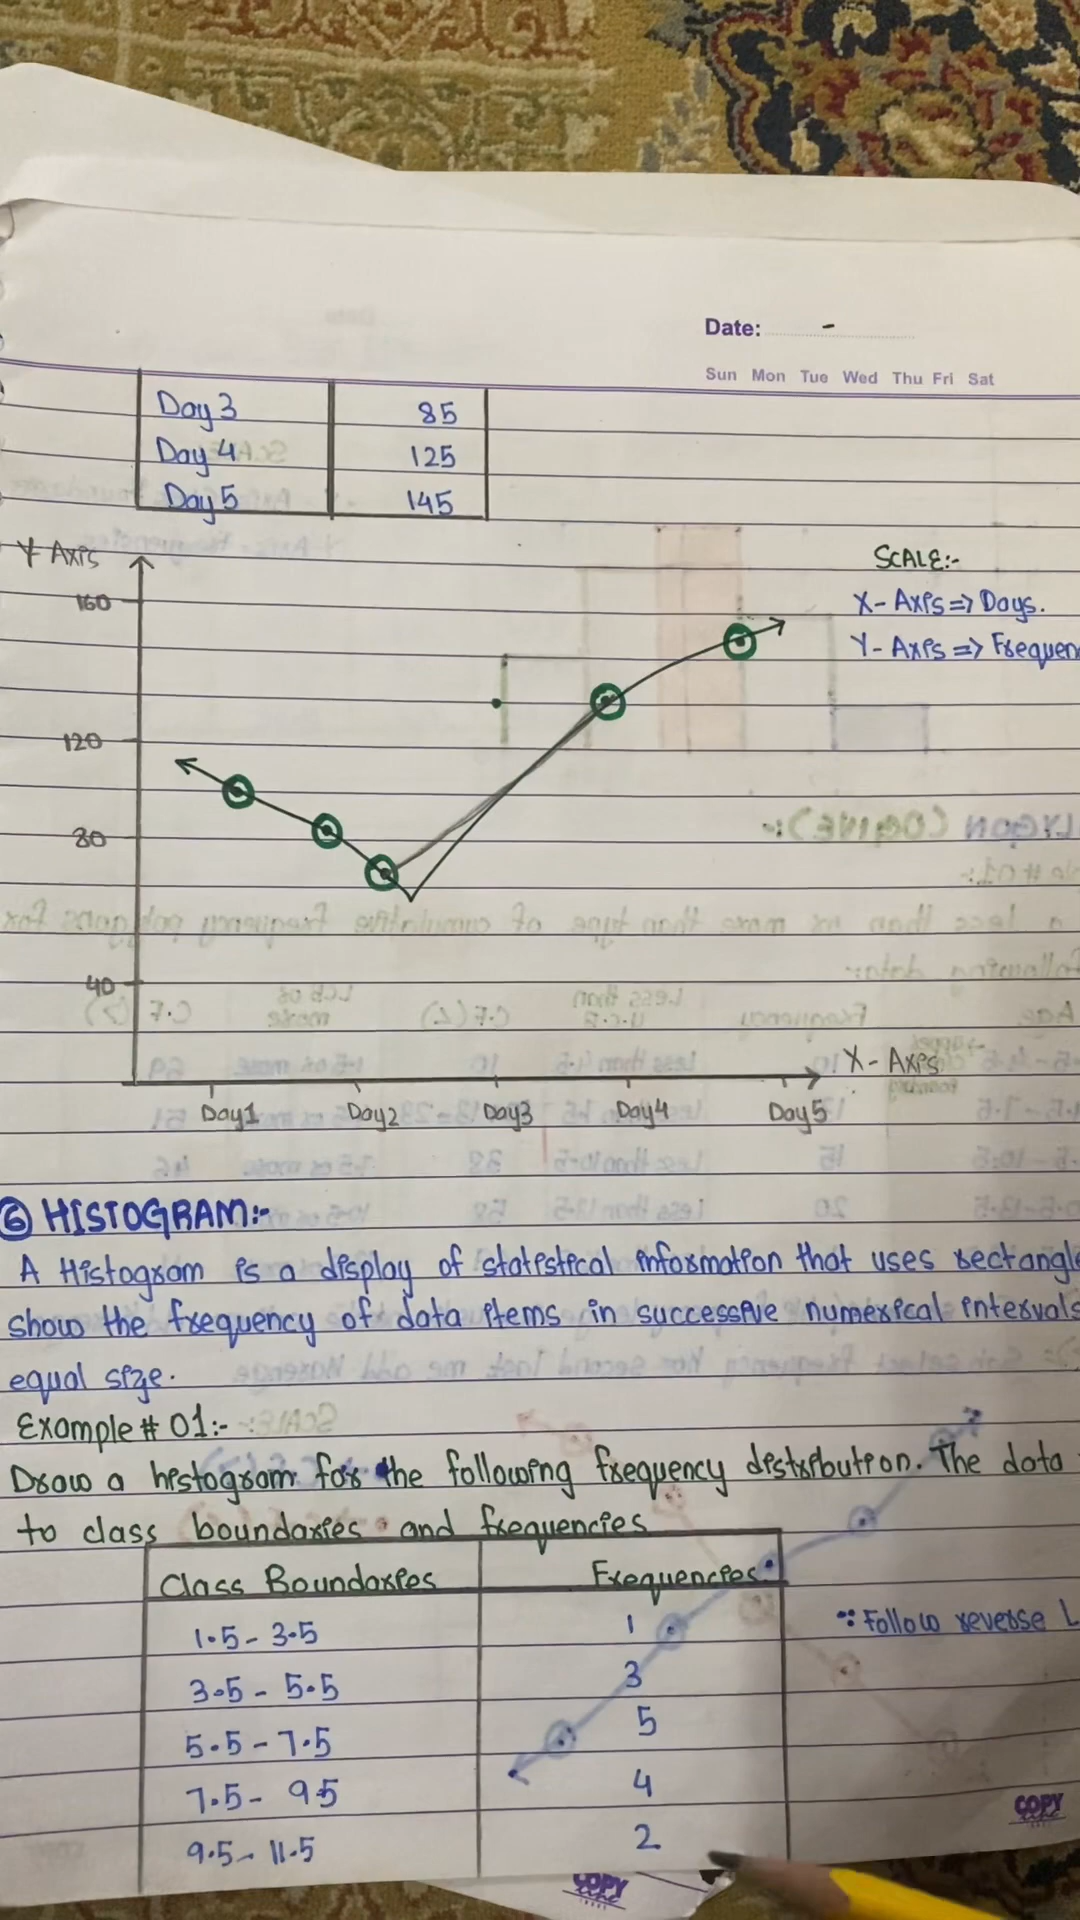 Date: -
Sun Mon Tue Wed Thu Fri Sat
Day 3 85
Day 4 125
Day 5 145
Y Axis
160
120
80
40
SCALE:-
X-Axis => Days.
Y-Axis => Frequen
X-Axis
Day1 Day2 Day3 Day4 Day5
⑥ HISTOGRAM:-
A Histogram is a display of statistical information that uses rectangle
show the frequency of data items in successive numerical intervals
equal size.
Example # 01:-
Draw a histogram for the following frequency distribution. The data
to class boundaries and frequencies
Class Boundaries Frequencies
1.5 - 3.5 1
3.5 - 5.5 3
5.5 - 7.5 5
7.5 - 9.5 4
9.5 - 11.5 2
∵ Follow reverse L
COPY
COPY